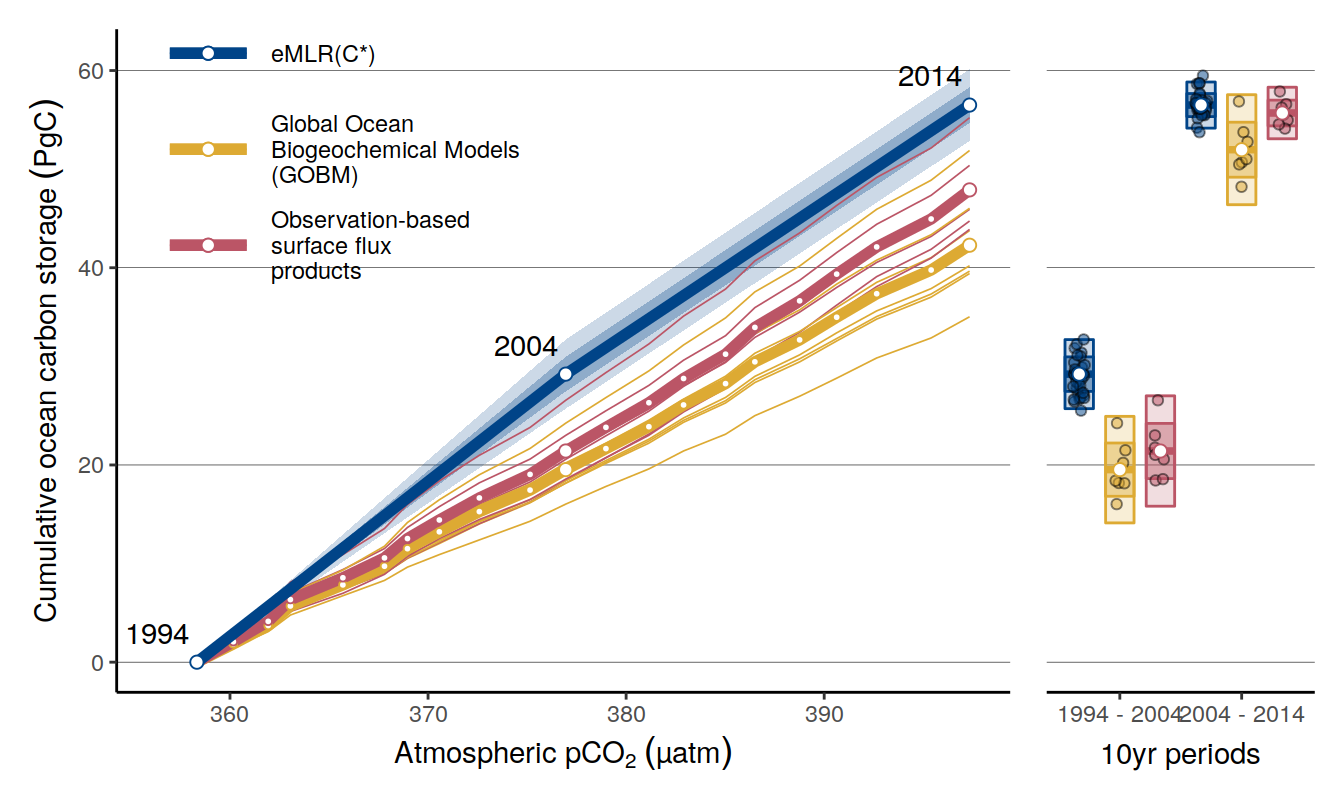 eMLR(C*)
Global Ocean
Biogeochemical Models
(GOBM)
Observation-based
surface flux
products
1994
2004
2014
60
40
20
0
Cumulative ocean carbon storage (PgC)
360
370
380
390
Atmospheric pCO₂ (µatm)
1994 - 2004
2004 - 2014
10yr periods